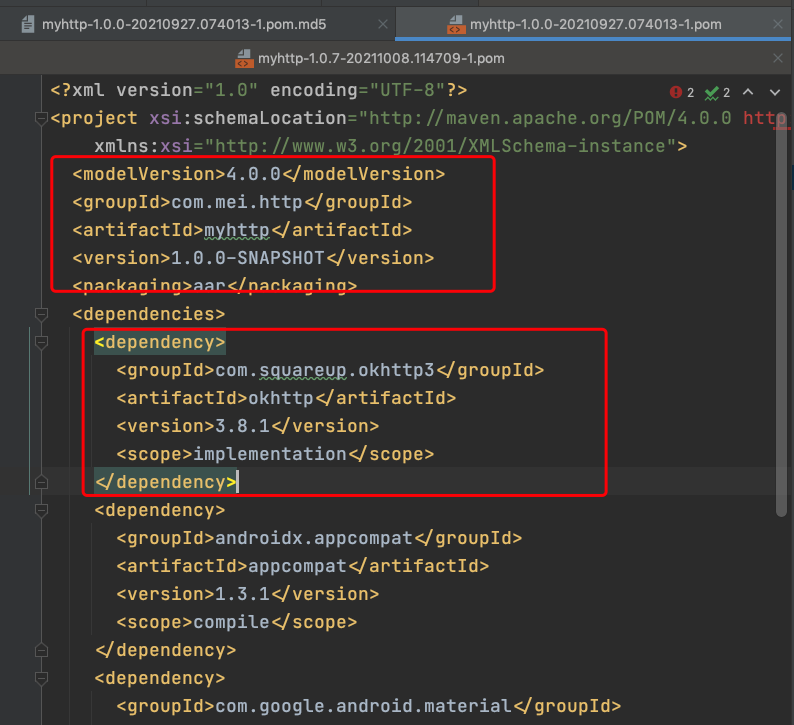 myhttp-1.0.0-20210927.074013-1.pom.md5
myhttp-1.0.0-20210927.074013-1.pom
myhttp-1.0.7-20211008.114709-1.pom
<?xml version="1.0" encoding="UTF-8"?>
2 2
<project xsi:schemaLocation="http://maven.apache.org/POM/4.0.0 http
xmlns:xsi="http://www.w3.org/2001/XMLSchema-instance">
<modelVersion>4.0.0</modelVersion>
<groupId>com.mei.http</groupId>
<artifactId>myhttp</artifactId>
<version>1.0.0-SNAPSHOT</version>
<packaging>aar</packaging>
<dependencies>
<dependency>
<groupId>com.squareup.okhttp3</groupId>
<artifactId>okhttp</artifactId>
<version>3.8.1</version>
<scope>implementation</scope>
</dependency>
<dependency>
<groupId>androidx.appcompat</groupId>
<artifactId>appcompat</artifactId>
<version>1.3.1</version>
<scope>compile</scope>
</dependency>
<dependency>
<groupId>com.google.android.material</groupId>